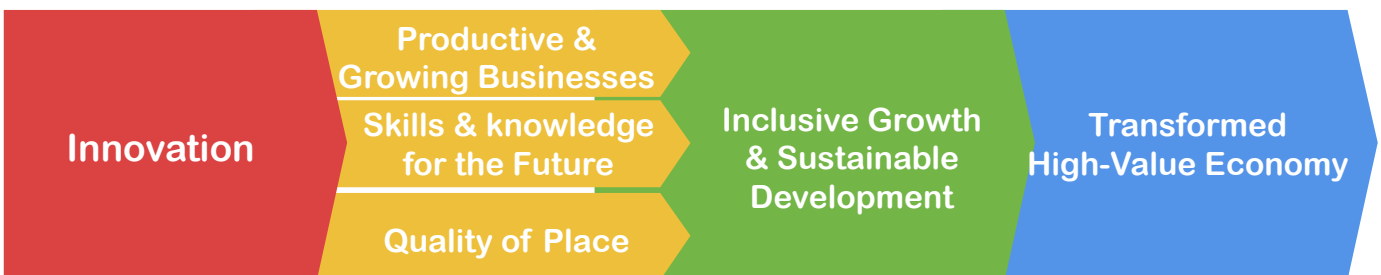 Innovation
Productive &
Growing Businesses
Skills & knowledge
for the Future
Quality of Place
Inclusive Growth
& Sustainable
Development
Transformed
High-Value Economy